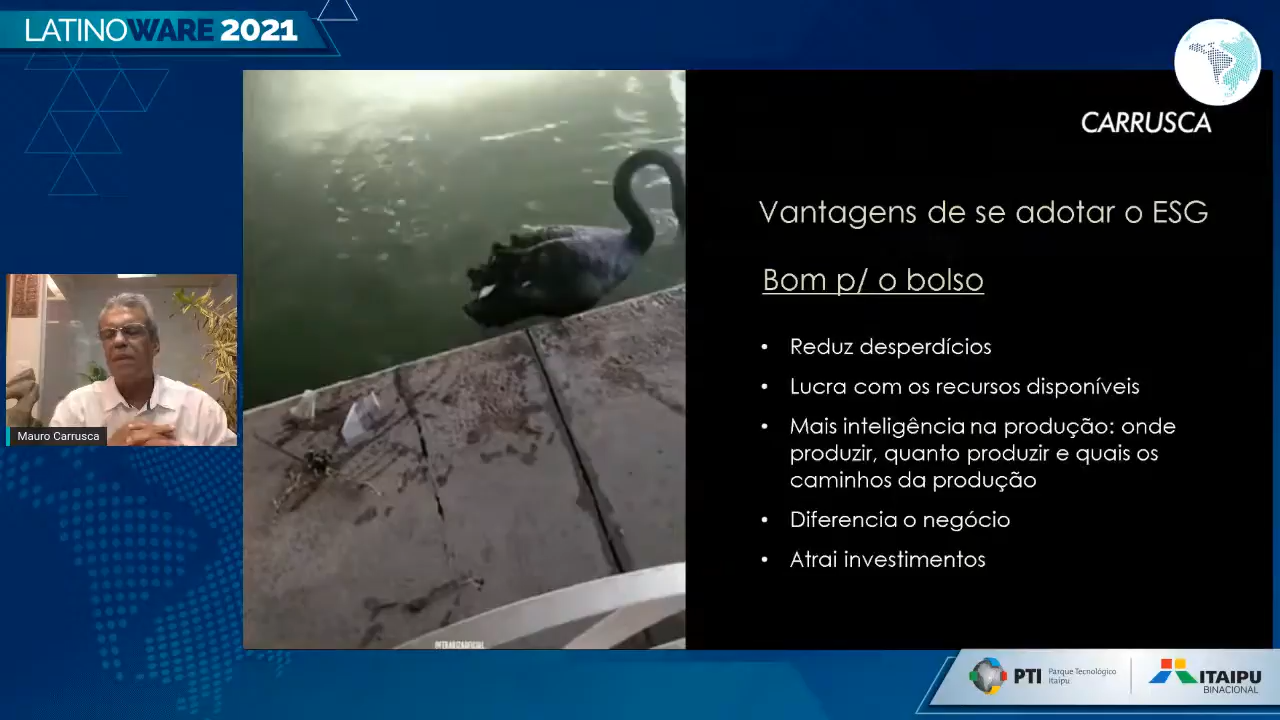 LATINOWARE 2021
CARRUSCA
Vantagens de se adotar o ESG
Bom p/ o bolso
• Reduz desperdícios
• Lucra com os recursos disponíveis
• Mais inteligência na produção: onde
produzir, quanto produzir e quais os
caminhos da produção
• Diferencia o negócio
• Atrai investimentos
Mauro Carrusca
PTI
Parque Tecnológico
Itaipu
ITAIPU
BINACIONAL